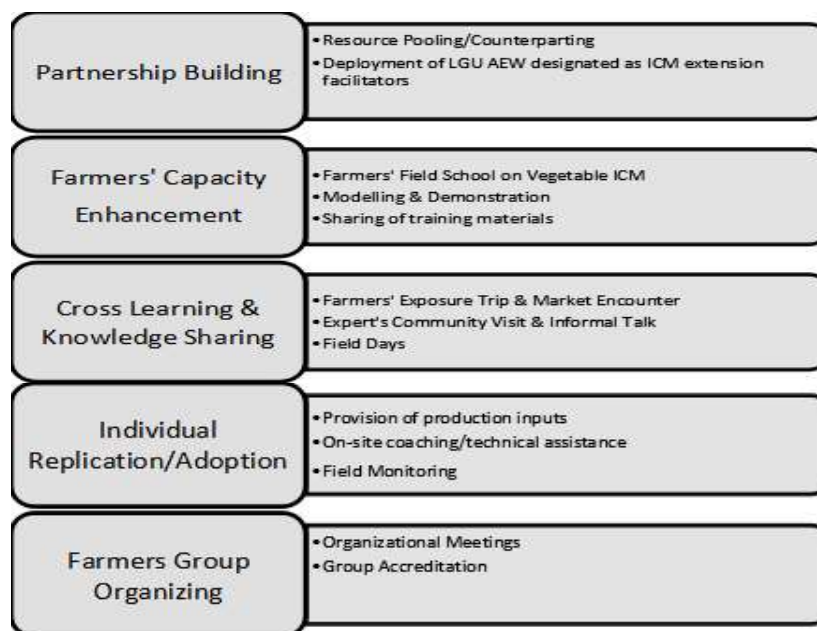 Partnership Building
•Resource Pooling/Counterparting
•Deployment of LGU AEW designated as ICM extension
facilitators
Farmers' Capacity
Enhancement
•Farmers' Field School on Vegetable ICM
•Modelling & Demonstration
•Sharing of training materials
Cross Learning &
Knowledge Sharing
•Farmers' Exposure Trip & Market Encounter
•Expert's Community Visit & Informal Talk
•Field Days
Individual
Replication/Adoption
•Provision of production inputs
•On-site coaching/technical assistance
•Field Monitoring
Farmers Group
Organizing
•Organizational Meetings
•Group Accreditation